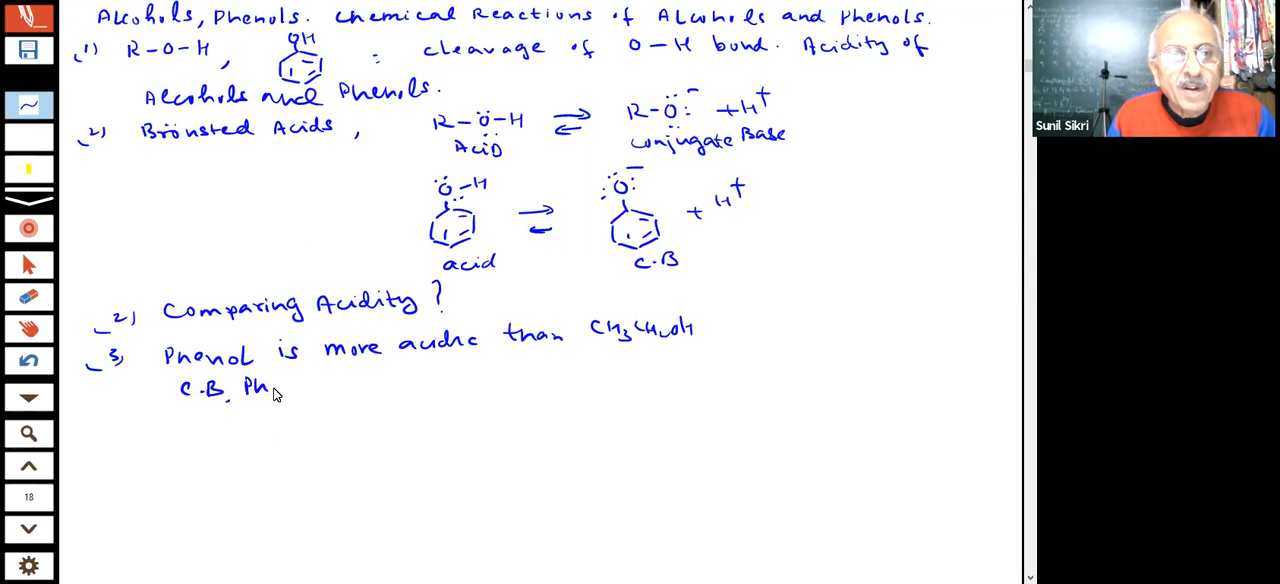 Alcohols, Phenols. Chemical Reactions of Alcohols and Phenols.
1) R-O-H, OH = cleavage of O-H bond. Acidity of
Alcohols and Phenols.
2) Brönsted Acids, R-Ö-H ⇌ R-Ö:⁻ + H⁺
Acid Conjugate Base
:Ö-H ⇌ :Ö:⁻ + H⁺
acid C.B
2) Comparing Acidity?
3) Phenol is more acidic than CH3CH2OH
C.B. Ph
18
Sunil Sikri